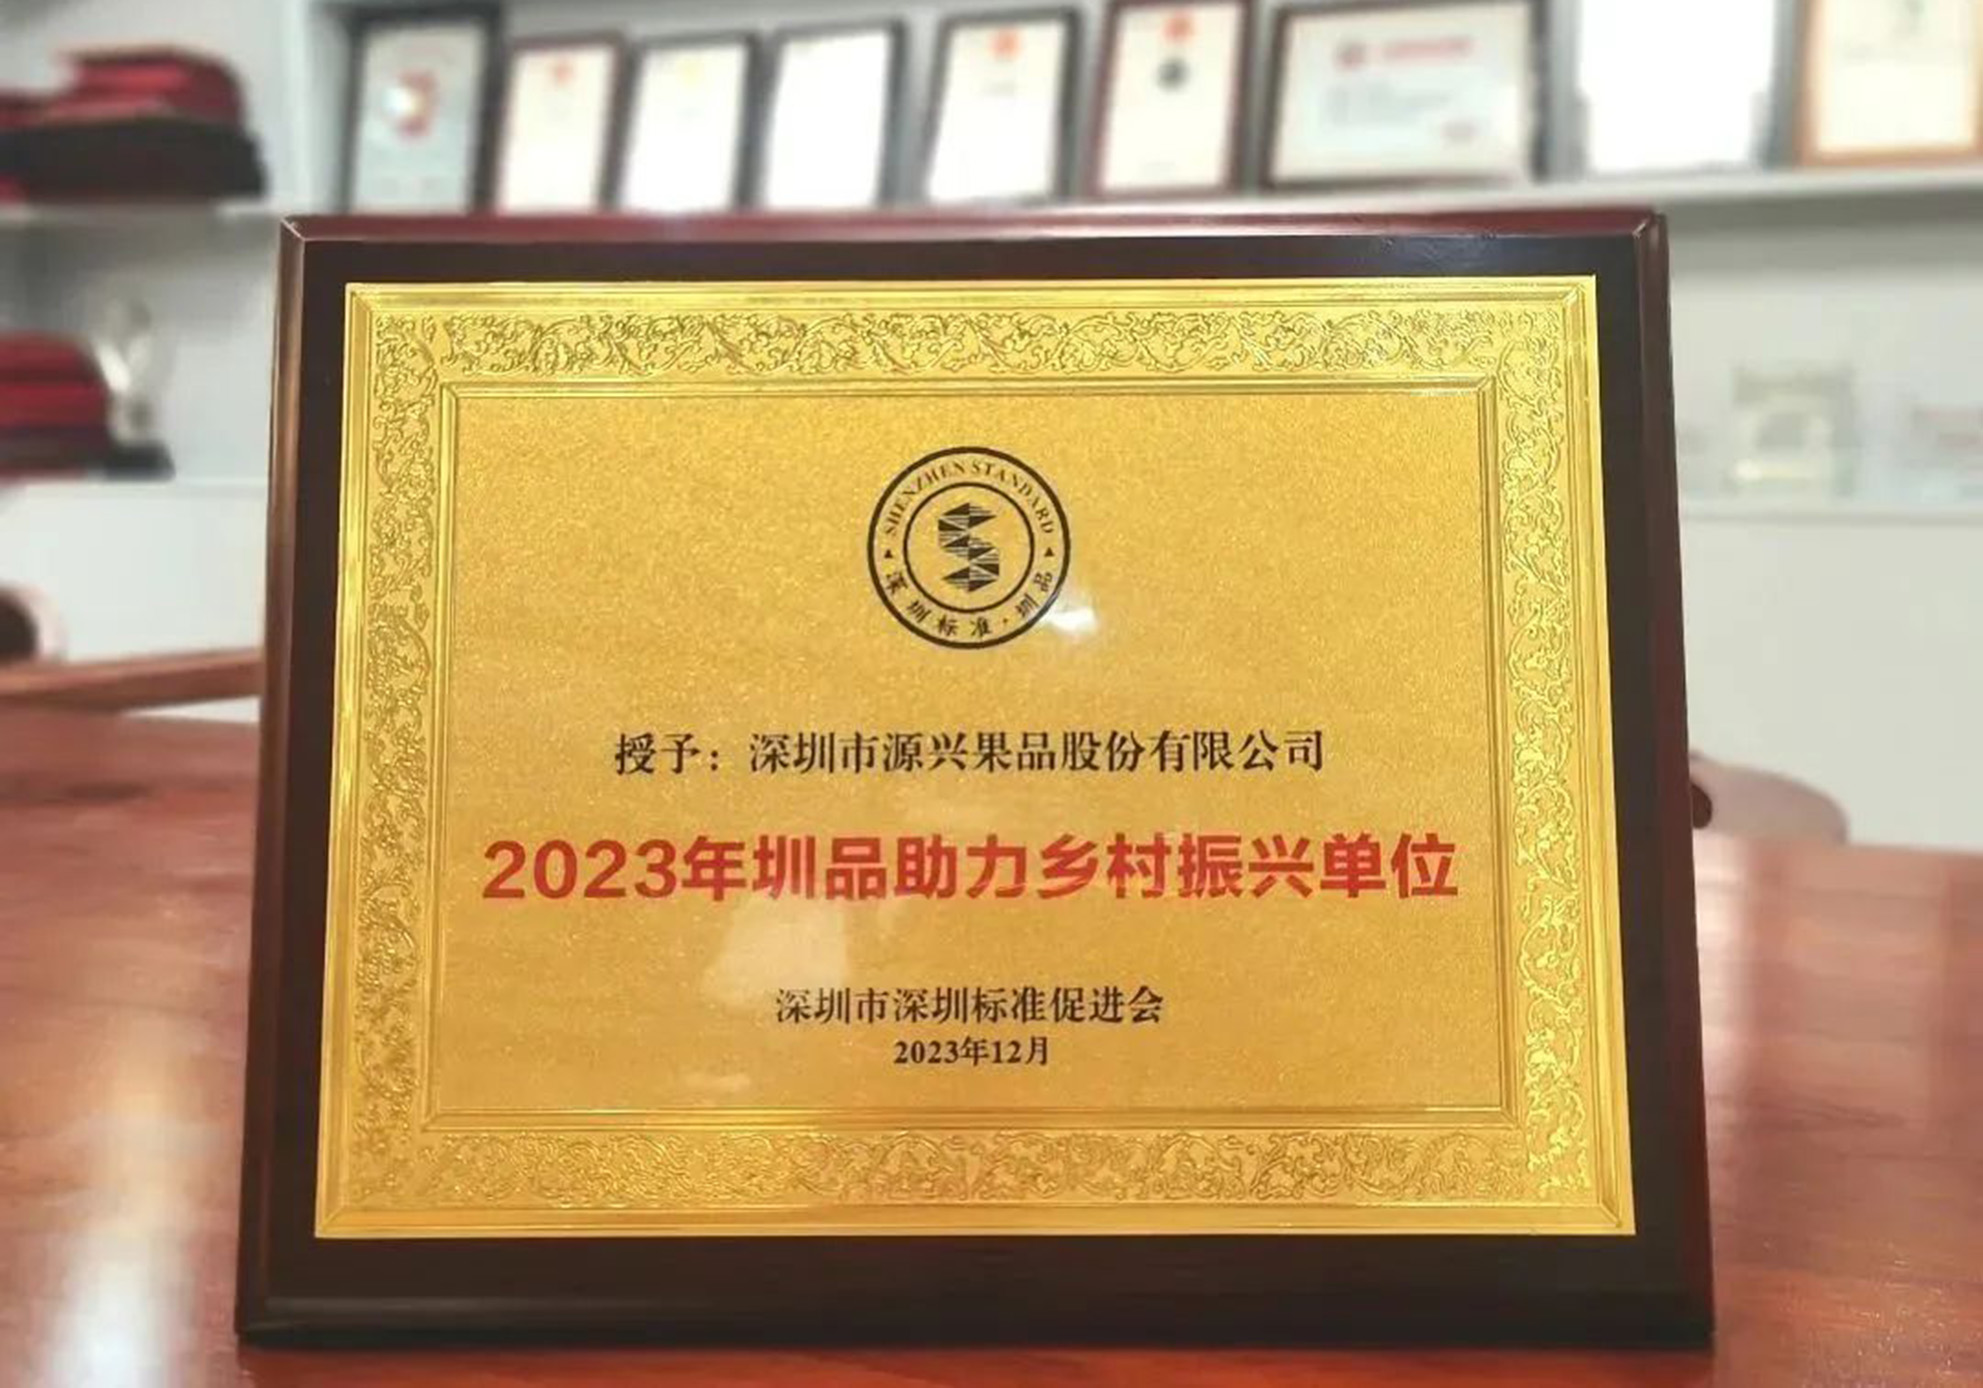 SHENZHEN STANDARD
深圳标准·圳品
授予：深圳市源兴果品股份有限公司
2023年圳品助力乡村振兴单位
深圳市深圳标准促进会
2023年12月